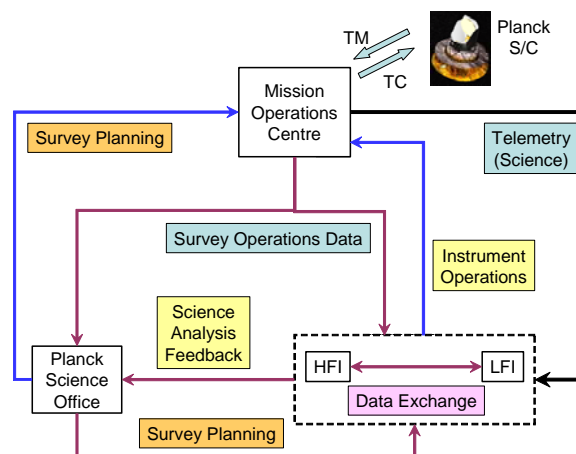 TM
Planck
S/C
TC
Mission
Operations
Centre
Survey Planning
Telemetry
(Science)
Survey Operations Data
Instrument
Operations
Science
Analysis
Feedback
Planck
Science
Office
HFI
LFI
Data Exchange
Survey Planning